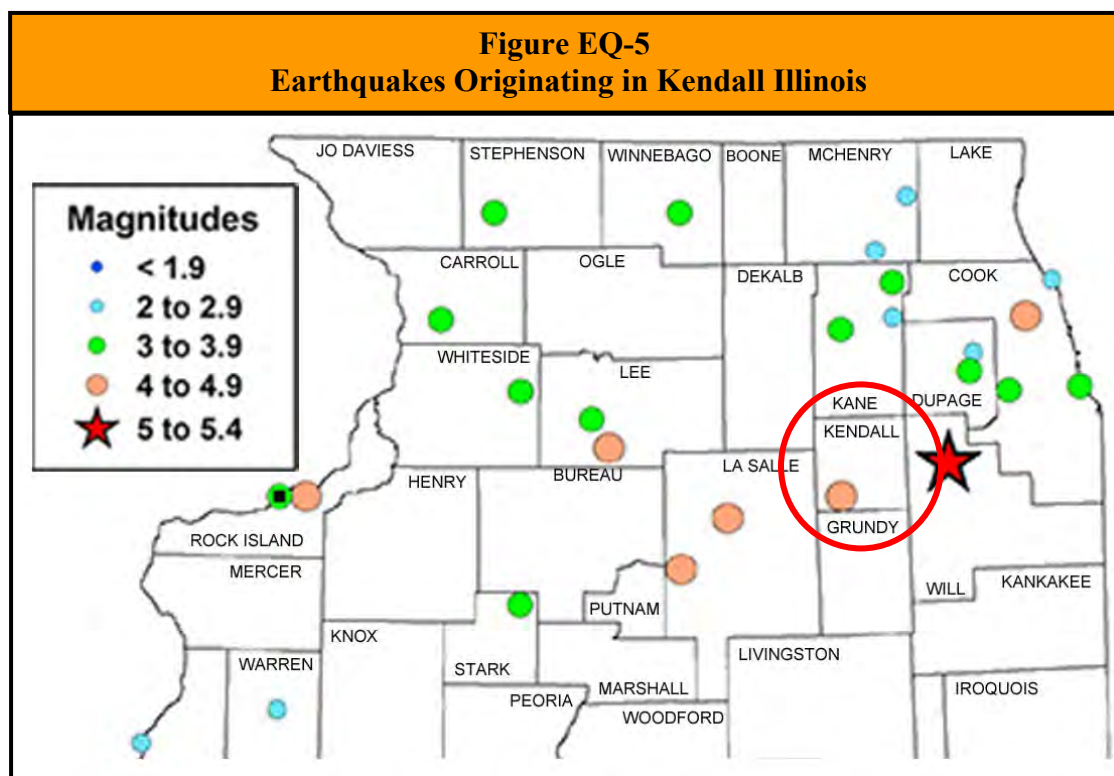 Figure EQ-5
Earthquakes Originating in Kendall Illinois
JO DAVIESS
STEPHENSON
WINNEBAGO
BOONE
MCHENRY
LAKE
Magnitudes
< 1.9
2 to 2.9
3 to 3.9
4 to 4.9
5 to 5.4
CARROLL
OGLE
DEKALB
COOK
WHITESIDE
LEE
KANE
DUPAGE
KENDALL
HENRY
BUREAU
LA SALLE
ROCK ISLAND
GRUNDY
MERCER
WILL
KANKAKEE
PUTNAM
KNOX
WARREN
STARK
LIVINGSTON
PEORIA
MARSHALL
IROQUOIS
WOODFORD